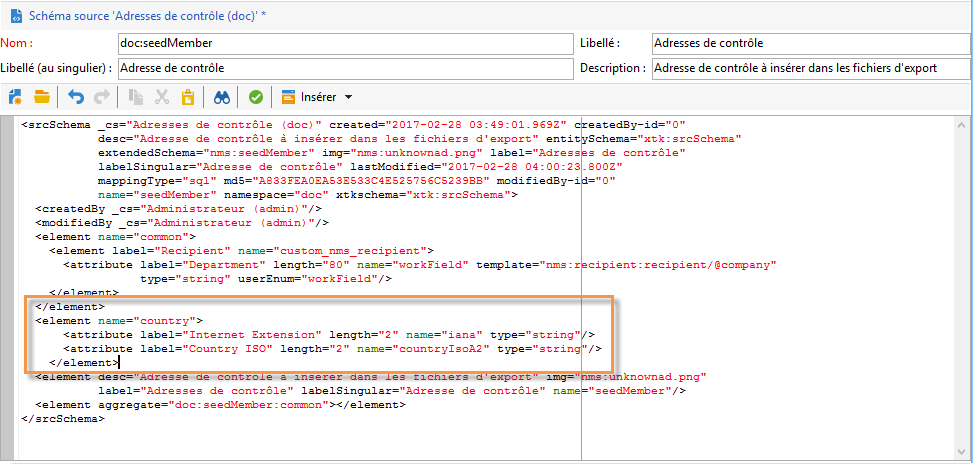 Schéma source 'Adresses de contrôle (doc)' *
Nom : doc:seedMember Libellé : Adresses de contrôle
Libellé (au singulier) : Adresse de contrôle Description : Adresse de contrôle à insérer dans les fichiers d'export
Insérer
<srcSchema _cs="Adresses de contrôle (doc)" created="2017-02-28 03:49:01.969Z" createdBy-id="0"
desc="Adresse de contrôle à insérer dans les fichiers d'export" entitySchema="xtk:srcSchema"
extendedSchema="nms:seedMember" img="nms:unknownad.png" label="Adresses de contrôle"
labelSingular="Adresse de contrôle" lastModified="2017-02-28 04:00:23.800Z"
mappingType="sql" md5="A833FEA0EA53E533C4E525756C5239BB" modifiedBy-id="0"
name="seedMember" namespace="doc" xtkschema="xtk:srcSchema">
<createdBy _cs="Administrateur (admin)"/>
<modifiedBy _cs="Administrateur (admin)"/>
<element name="common">
<element label="Recipient" name="custom_nms_recipient">
<attribute label="Department" length="80" name="workField" template="nms:recipient:recipient/@company"
type="string" userEnum="workField"/>
</element>
</element>
<element name="country">
<attribute label="Internet Extension" length="2" name="iana" type="string"/>
<attribute label="Country ISO" length="2" name="countryIsoA2" type="string"/>
</element>
<element desc="Adresse de contrôle à insérer dans les fichiers d'export" img="nms:unknownad.png"
label="Adresses de contrôle" labelSingular="Adresse de contrôle" name="seedMember"/>
<element aggregate="doc:seedMember:common"></element>
</srcSchema>